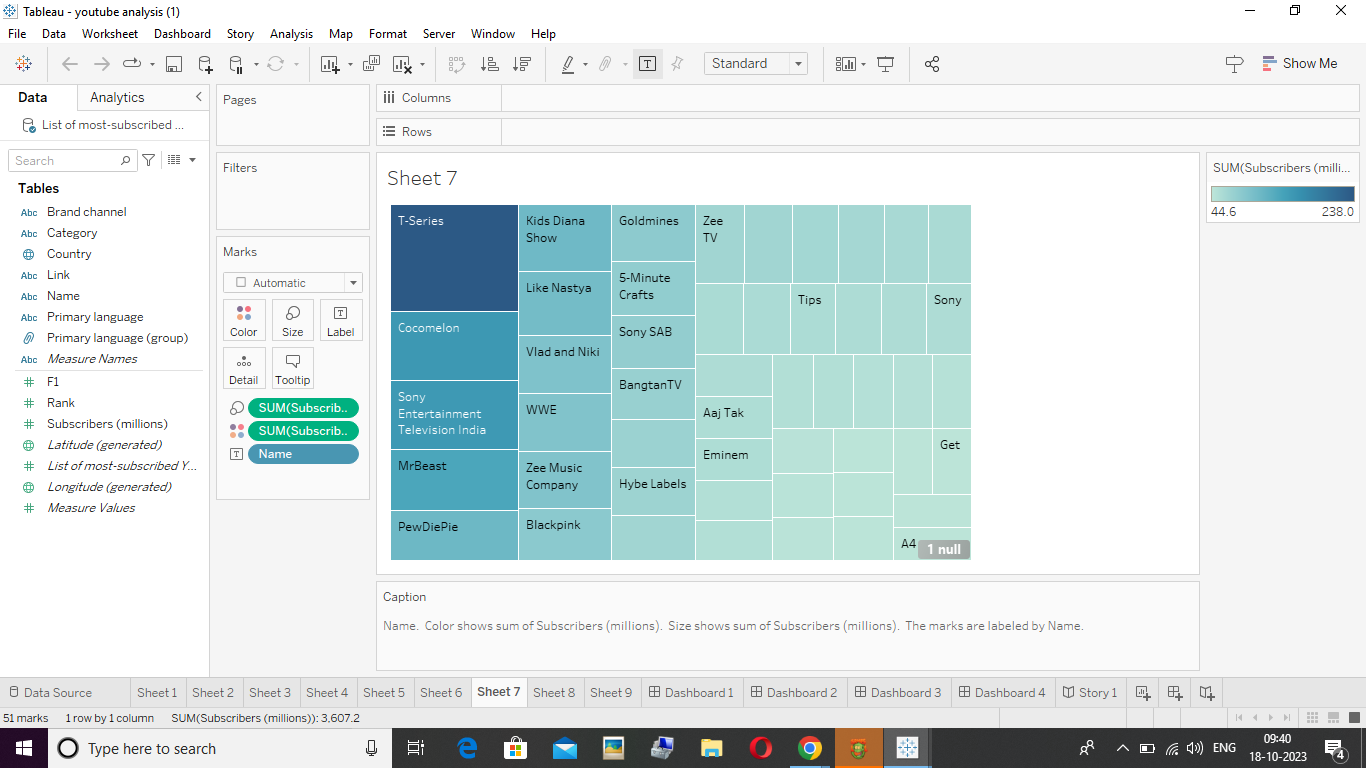 Tableau - youtube analysis (1)
File Data Worksheet Dashboard Story Analysis Map Format Server Window Help
Standard
Show Me
Data Analytics
List of most-subscribed ...
Search
Tables
Abc Brand channel
Abc Category
Country
Abc Link
Abc Name
Abc Primary language
Primary language (group)
Abc Measure Names
# F1
# Rank
# Subscribers (millions)
Latitude (generated)
# List of most-subscribed Y...
Longitude (generated)
# Measure Values
Pages
Filters
Marks
Automatic
Color Size Label
Detail Tooltip
SUM(Subscrib..
SUM(Subscrib..
Name
Columns
Rows
Sheet 7
T-Series
Cocomelon
Sony
Entertainment
Television India
MrBeast
PewDiePie
Kids Diana
Show
Like Nastya
Vlad and Niki
WWE
Zee Music
Company
Blackpink
Goldmines
5-Minute
Crafts
Sony SAB
BangtanTV
Hybe Labels
Zee
TV
Tips
Sony
Aaj Tak
Eminem
Get
A4
1 null
SUM(Subscribers (milli...
44.6 238.0
Caption
Name. Color shows sum of Subscribers (millions). Size shows sum of Subscribers (millions). The marks are labeled by Name.
Data Source Sheet 1 Sheet 2 Sheet 3 Sheet 4 Sheet 5 Sheet 6 Sheet 7 Sheet 8 Sheet 9 Dashboard 1 Dashboard 2 Dashboard 3 Dashboard 4 Story 1
51 marks 1 row by 1 column SUM(Subscribers (millions)): 3,607.2
Type here to search
ENG
09:40
18-10-2023
4